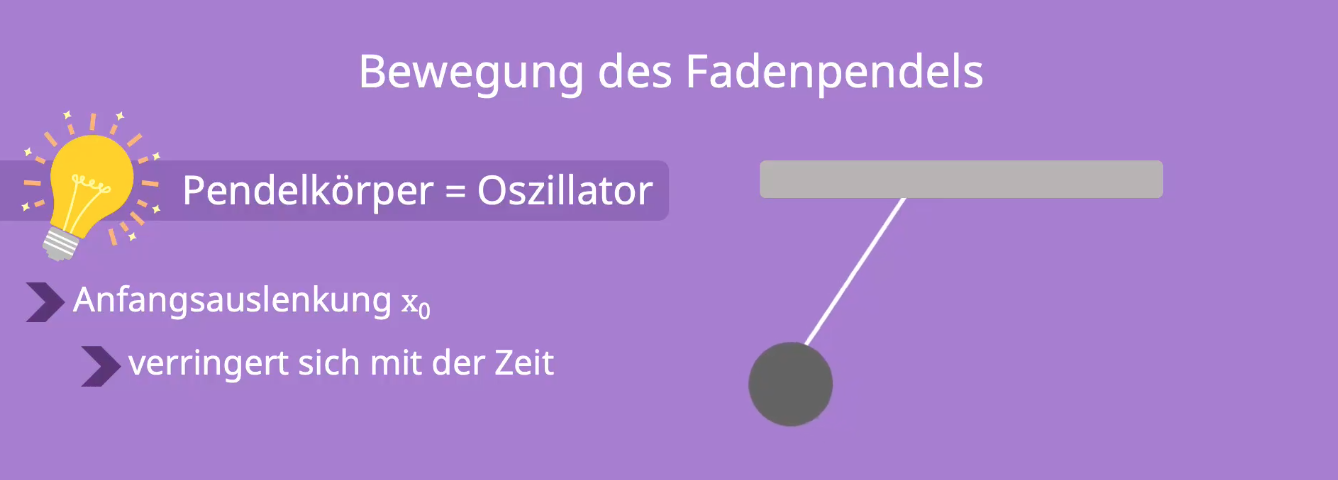 Bewegung des Fadenpendels
Pendelkörper = Oszillator
Anfangsauslenkung x₀
verringert sich mit der Zeit